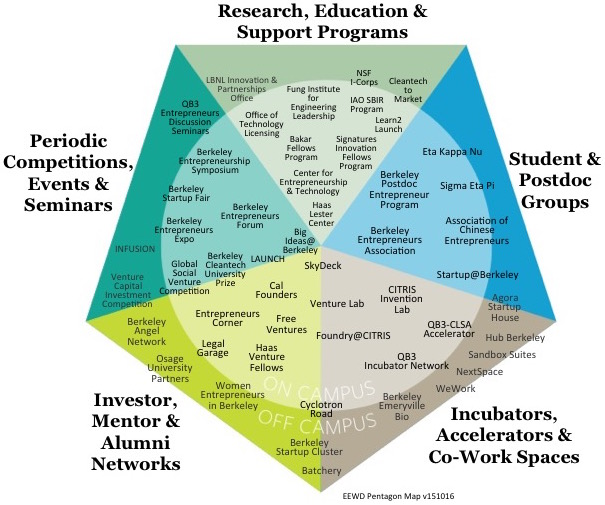 Research, Education &
Support Programs
LBNL Innovation &
Partnerships
Office
NSF
I-Corps
Cleantech
to
Market
Fung Institute
for
Engineering
Leadership
IAO SBIR
Program
Office of
Technology
Licensing
Learn2
Launch
Bakar
Fellows
Program
Signatures
Innovation
Fellows
Program
Center for
Entrepreneurship
& Technology
Haas
Lester
Center
Periodic
Competitions,
Events &
Seminars
QB3
Entrepreneurs
Discussion
Seminars
Berkeley
Entrepreneurship
Symposium
Berkeley
Startup Fair
Berkeley
Entrepreneurs
Forum
Berkeley
Entrepreneurs
Expo
Big
Ideas@
Berkeley
INFUSION
LAUNCH
Berkeley
Cleantech
University
Prize
Global
Social
Venture
Competition
Venture
Capital
Investment
Competition
Student &
Postdoc
Groups
Eta Kappa Nu
Sigma Eta Pi
Berkeley
Postdoc
Entrepreneur
Program
Association of
Chinese
Entrepreneurs
Berkeley
Entrepreneurs
Association
Startup@Berkeley
SkyDeck
Cal
Founders
Entrepreneurs
Corner
Free
Ventures
Legal
Garage
Haas
Venture
Fellows
Berkeley
Angel
Network
Osage
University
Partners
Women
Entrepreneurs
in Berkeley
Investor,
Mentor &
Alumni
Networks
Venture Lab
CITRIS
Invention
Lab
Foundry@CITRIS
QB3-CLSA
Accelerator
QB3
Incubator Network
Agora
Startup
House
Hub Berkeley
Sandbox Suites
NextSpace
WeWork
Berkeley
Emeryville
Bio
Incubators,
Accelerators &
Co-Work Spaces
ON CAMPUS
Cyclotron
Road
OFF CAMPUS
Berkeley
Startup Cluster
Batchery
EEWD Pentagon Map v151016